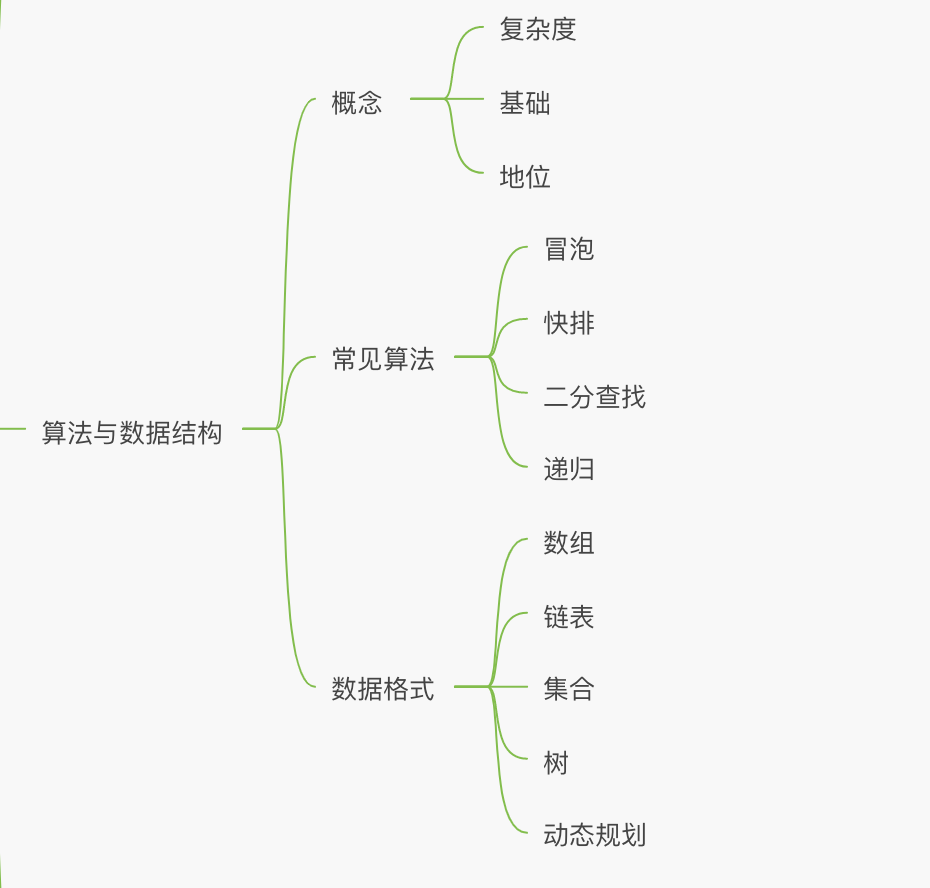 复杂度
概念
基础
地位
冒泡
快排
常见算法
二分查找
算法与数据结构
递归
数组
链表
数据格式
集合
树
动态规划